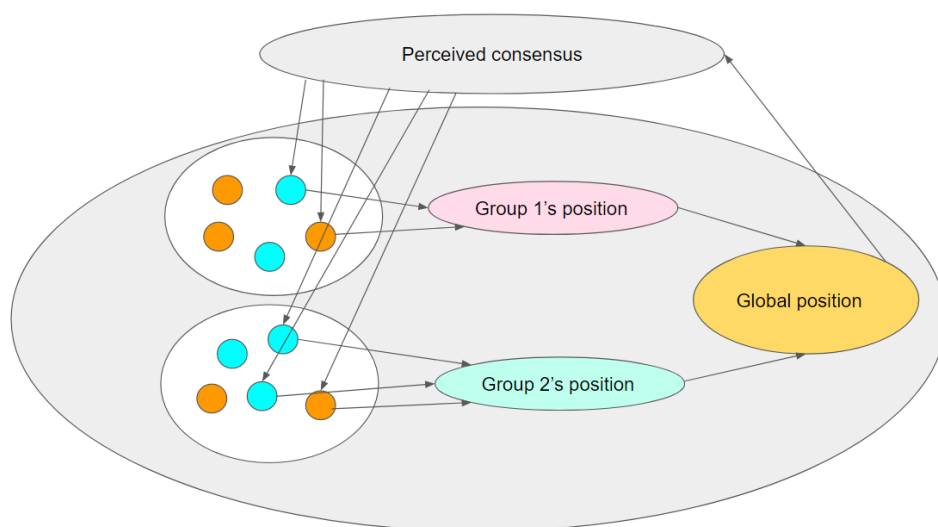 Perceived consensus
Group 1's position
Global position
Group 2's position